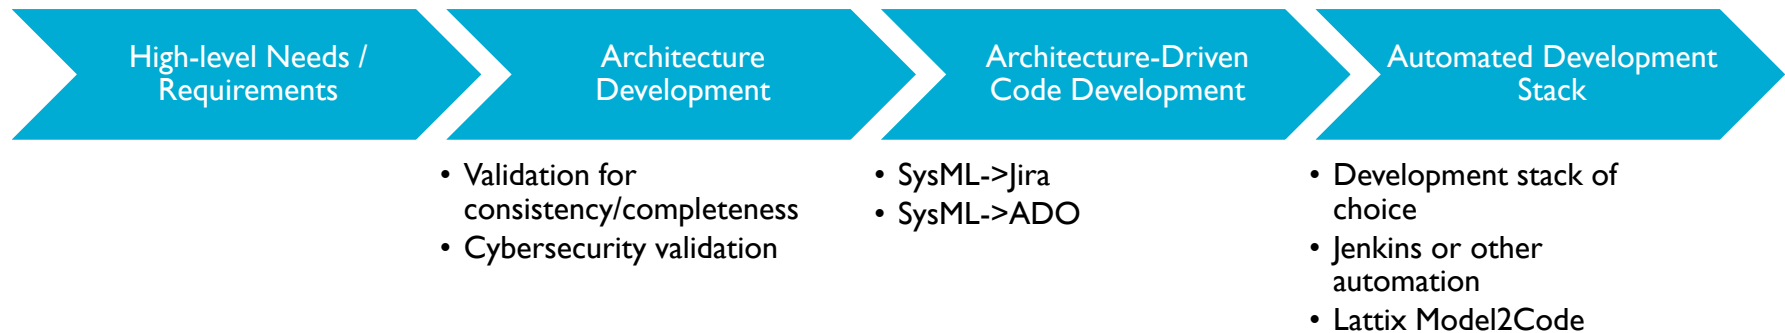 High-level Needs /
Requirements
Architecture
Development
Architecture-Driven
Code Development
Automated Development
Stack
• Validation for
consistency/completeness
• Cybersecurity validation
• SysML->Jira
• SysML->ADO
• Development stack of
choice
• Jenkins or other
automation
• Lattix Model2Code